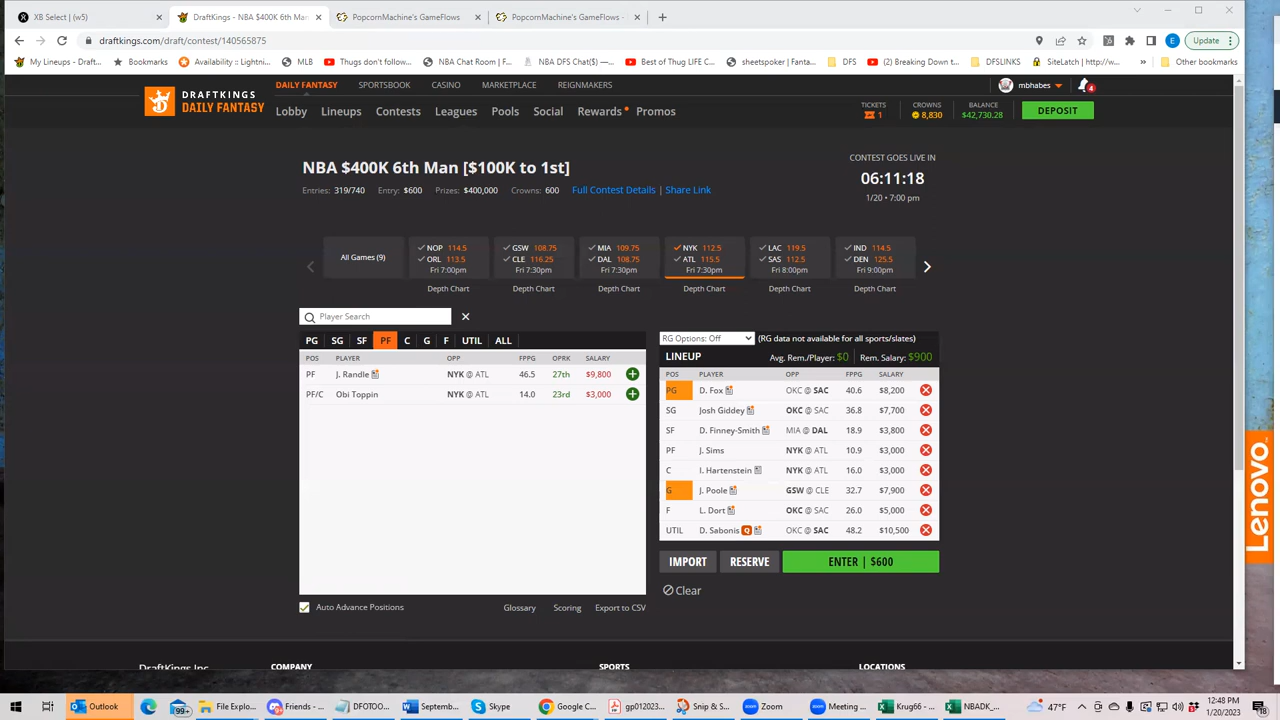 XB Select | (w5)
DraftKings - NBA $400K 6th Man
PopcornMachine's GameFlows
PopcornMachine's GameFlows -
draftkings.com/draft/contest/140565875
Update
My Lineups - Draft...
Bookmarks
Availability :: Lightni...
MLB
Thugs don't follow...
NBA Chat Room | F...
NBA DFS Chat($) —...
Best of Thug LIFE C...
sheetspoker | Fanta...
DFS
(2) Breaking Down t...
DFSLINKS
SiteLatch | http://w...
Other bookmarks
DAILY FANTASY
SPORTSBOOK
CASINO
MARKETPLACE
REIGNMAKERS
mbhabes
4
DRAFTKINGS
DAILY FANTASY
Lobby
Lineups
Contests
Leagues
Pools
Social
Rewards
Promos
TICKETS
1
CROWNS
8,830
BALANCE
$42,730.28
DEPOSIT
NBA $400K 6th Man [$100K to 1st]
Entries: 319/740 Entry: $600 Prizes: $400,000 Crowns: 600 Full Contest Details | Share Link
CONTEST GOES LIVE IN
06:11:18
1/20 • 7:00 pm
All Games (9)
NOP 114.5
ORL 113.5
Fri 7:00pm
Depth Chart
GSW 108.75
CLE 116.25
Fri 7:30pm
Depth Chart
MIA 109.75
DAL 108.75
Fri 7:30pm
Depth Chart
NYK 112.5
ATL 115.5
Fri 7:30pm
Depth Chart
LAC 119.5
SAS 112.5
Fri 8:00pm
Depth Chart
IND 114.5
DEN 125.5
Fri 9:00pm
Depth Chart
Player Search
PG SG SF PF C G F UTIL ALL
POS PLAYER OPP FPPG OPRK SALARY
PF J. Randle NYK @ ATL 46.5 27th $9,800
PF/C Obi Toppin NYK @ ATL 14.0 23rd $3,000
Auto Advance Positions
Glossary
Scoring
Export to CSV
RG Options: Off
(RG data not available for all sports/slates)
LINEUP Avg. Rem./Player: $0 Rem. Salary: $900
POS PLAYER OPP FPPG SALARY
PG D. Fox OKC @ SAC 40.6 $8,200
SG Josh Giddey OKC @ SAC 36.8 $7,700
SF D. Finney-Smith MIA @ DAL 18.9 $3,800
PF J. Sims NYK @ ATL 10.9 $3,000
C I. Hartenstein NYK @ ATL 16.0 $3,000
G J. Poole GSW @ CLE 32.7 $7,900
F L. Dort OKC @ SAC 26.0 $5,000
UTIL D. Sabonis Q OKC @ SAC 48.2 $10,500
IMPORT
RESERVE
ENTER | $600
Clear
DraftKings Inc.
COMPANY
SPORTS
LOCATIONS
Lenovo
Outlook
99+
File Explo...
Friends - ...
DFOTOO...
Septemb...
Skype
Google C...
gp012023...
Snip & S...
Zoom
Meeting ...
Krug66 - ...
NBADK_...
47°F
12:48 PM
1/20/2023
18